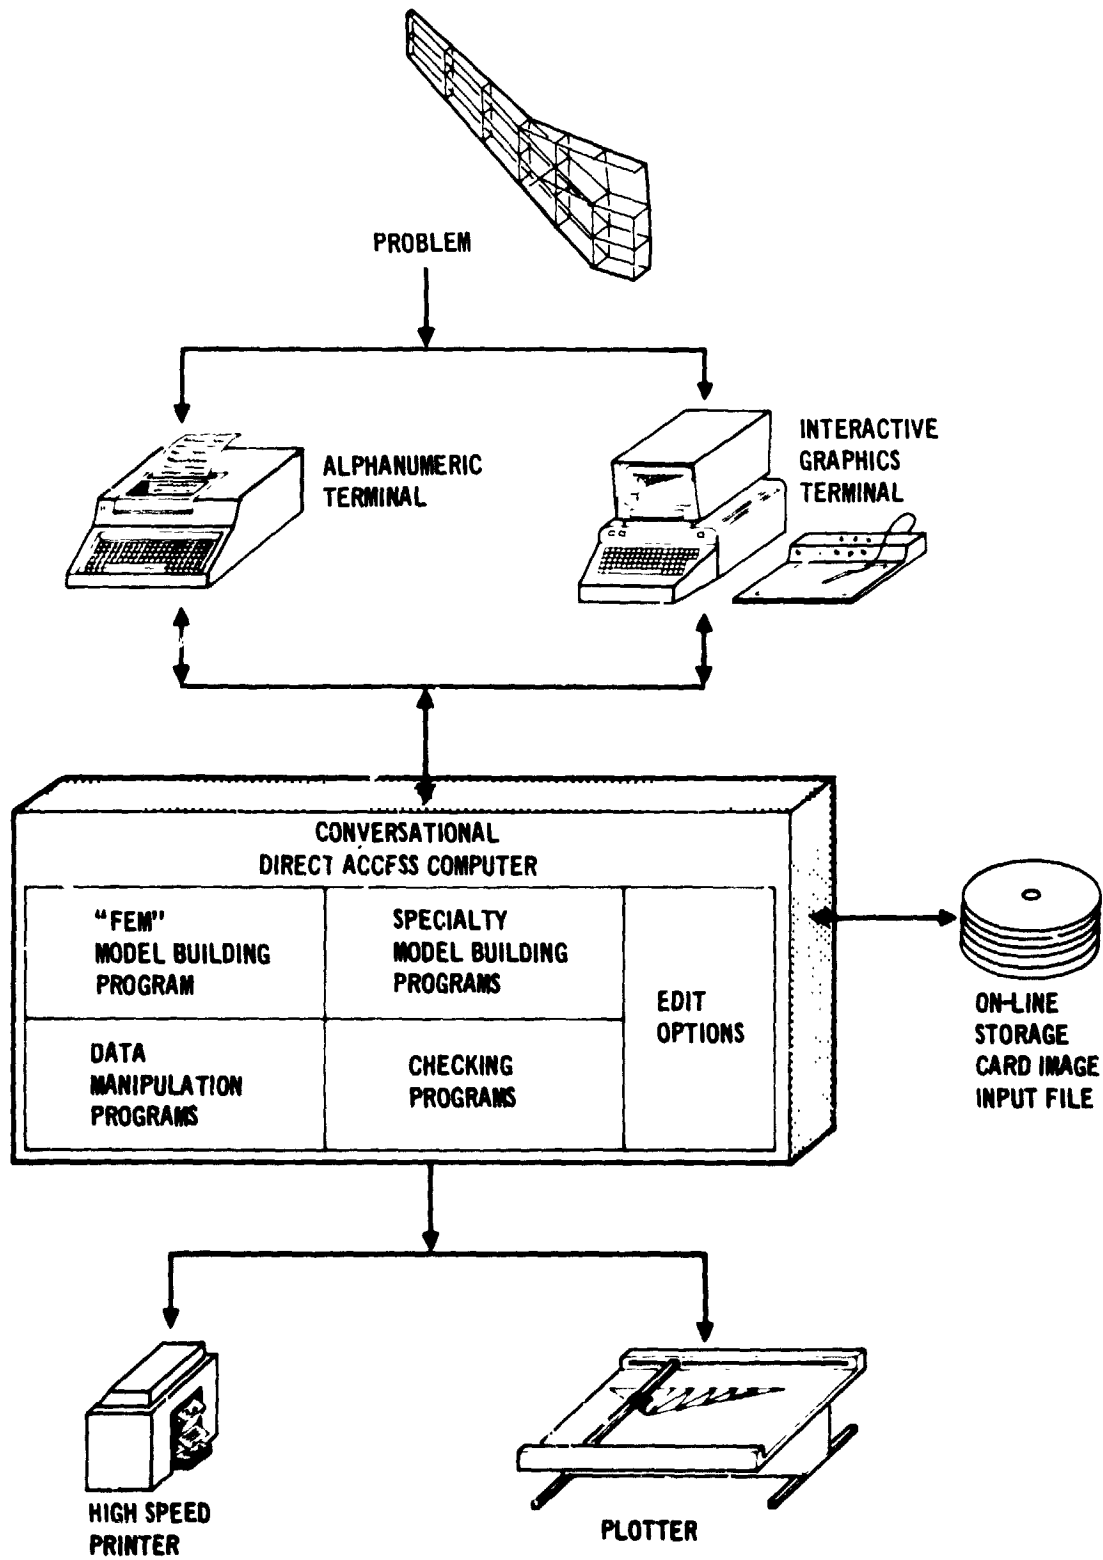 PROBLEM
ALPHANUMERIC
TERMINAL
INTERACTIVE
GRAPHICS
TERMINAL
CONVERSATIONAL
DIRECT ACCESS COMPUTER
"FEM"
MODEL BUILDING
PROGRAM
SPECIALTY
MODEL BUILDING
PROGRAMS
EDIT
OPTIONS
DATA
MANIPULATION
PROGRAMS
CHECKING
PROGRAMS
ON-LINE
STORAGE
CARD IMAGE
INPUT FILE
HIGH SPEED
PRINTER
PLOTTER